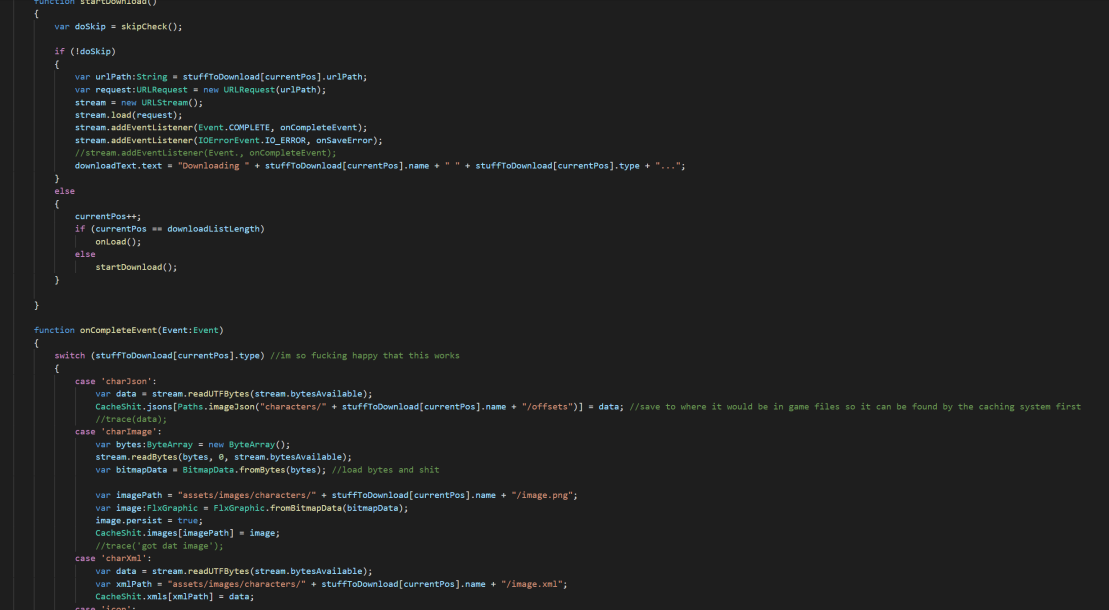 function startDownload()
{
var doSkip = skipCheck();
if (!doSkip)
{
var urlPath:String = stuffToDownload[currentPos].urlPath;
var request:URLRequest = new URLRequest(urlPath);
stream = new URLStream();
stream.load(request);
stream.addEventListener(Event.COMPLETE, onCompleteEvent);
stream.addEventListener(IOErrorEvent.IO_ERROR, onSaveError);
//stream.addEventListener(Event., onCompleteEvent);
downloadText.text = "Downloading " + stuffToDownload[currentPos].name + " " + stuffToDownload[currentPos].type + "...";
}
else
{
currentPos++;
if (currentPos == downloadListLength)
onLoad();
else
startDownload();
}
}
function onCompleteEvent(Event:Event)
{
switch (stuffToDownload[currentPos].type) //im so fucking happy that this works
{
case 'charJson':
var data = stream.readUTFBytes(stream.bytesAvailable);
CacheShit.jsons[Paths.imageJson("characters/" + stuffToDownload[currentPos].name + "/offsets")] = data; //save to where it would be in game files so it can be found by the caching system first
//trace(data);
case 'charImage':
var bytes:ByteArray = new ByteArray();
stream.readBytes(bytes, 0, stream.bytesAvailable);
var bitmapData = BitmapData.fromBytes(bytes); //load bytes and shit
var imagePath = "assets/images/characters/" + stuffToDownload[currentPos].name + "/image.png";
var image:FlxGraphic = FlxGraphic.fromBitmapData(bitmapData);
image.persist = true;
CacheShit.images[imagePath] = image;
//trace('got dat image');
case 'charXml':
var data = stream.readUTFBytes(stream.bytesAvailable);
var xmlPath = "assets/images/characters/" + stuffToDownload[currentPos].name + "/image.xml";
CacheShit.xmls[xmlPath] = data;
case 'icon':